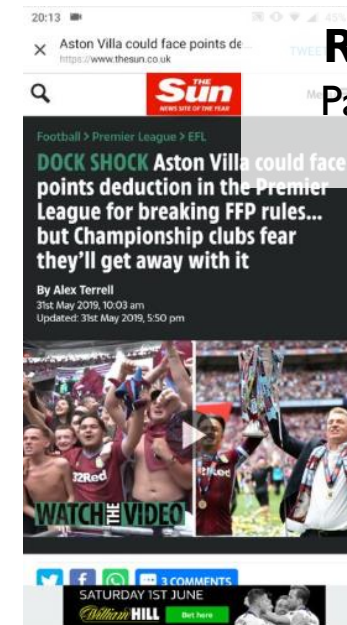 20:13
45%
Aston Villa could face points de...
https://www.thesun.co.uk
TWEET
R
THE
Sun
NEWS SITE OF THE YEAR
Me
Pa
Football > Premier League > EFL
DOCK SHOCK Aston Villa could face
points deduction in the Premier
League for breaking FFP rules...
but Championship clubs fear
they'll get away with it
By Alex Terrell
31st May 2019, 10:03 am
Updated: 31st May 2019, 5:50 pm
32Red
WATCH THE VIDEO
3 COMMENTS
SATURDAY 1ST JUNE
William HILL
Bet here